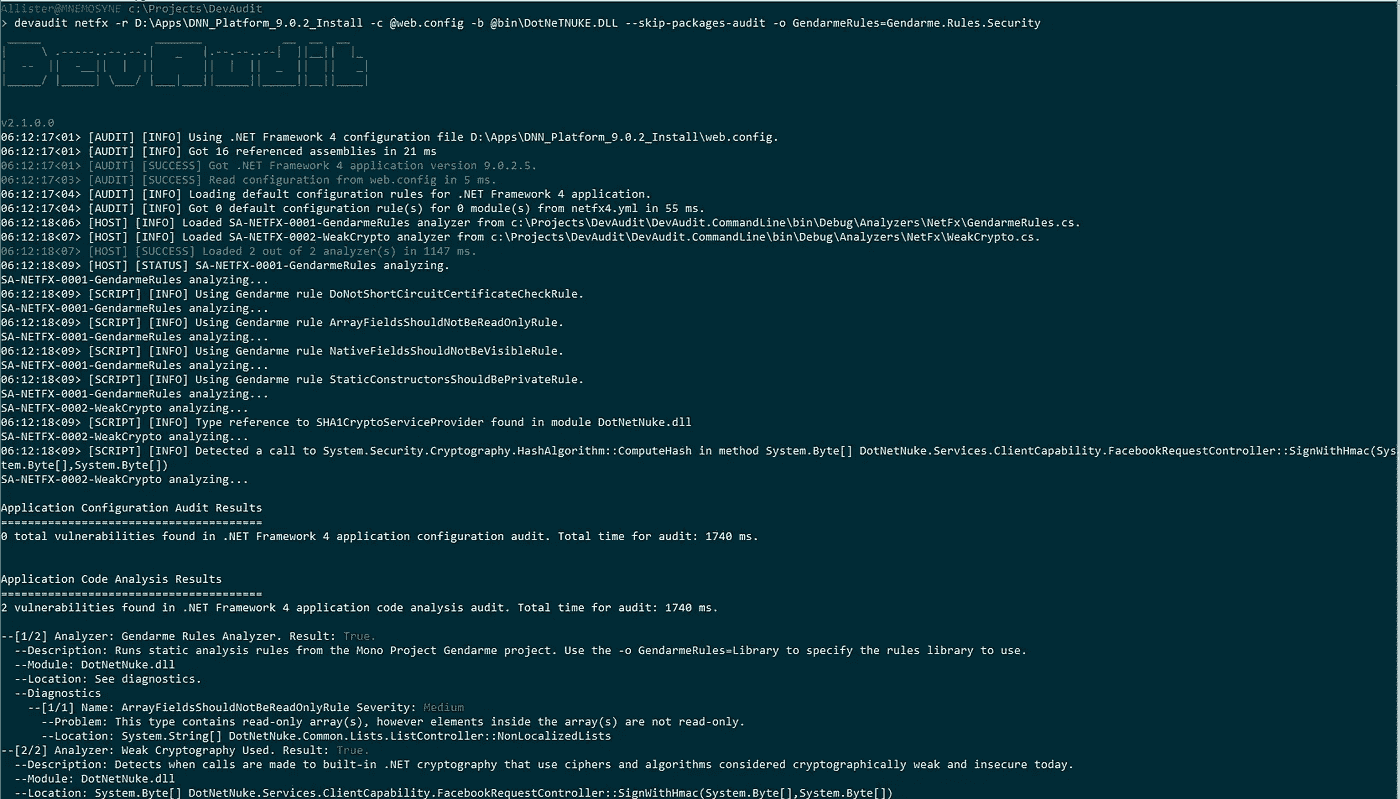 Allister@MNEMOSYNE c:\Projects\DevAudit
> devaudit netfx -r D:\Apps\DNN_Platform_9.0.2_Install -c @web.config -b @bin\DotNeTNUKE.DLL --skip-packages-audit -o GendarmeRules=Gendarme.Rules.Security
DevAudit
v2.1.0.0
06:12:17<01> [AUDIT] [INFO] Using .NET Framework 4 configuration file D:\Apps\DNN_Platform_9.0.2_Install\web.config.
06:12:17<01> [AUDIT] [INFO] Got 16 referenced assemblies in 21 ms
06:12:17<01> [AUDIT] [SUCCESS] Got .NET Framework 4 application version 9.0.2.5.
06:12:17<03> [AUDIT] [SUCCESS] Read configuration from web.config in 5 ms.
06:12:17<04> [AUDIT] [INFO] Loading default configuration rules for .NET Framework 4 application.
06:12:17<04> [AUDIT] [INFO] Got 0 default configuration rule(s) for 0 module(s) from netfx4.yml in 55 ms.
06:12:18<06> [HOST] [INFO] Loaded SA-NETFX-0001-GendarmeRules analyzer from c:\Projects\DevAudit\DevAudit.CommandLine\bin\Debug\Analyzers\NetFx\GendarmeRules.cs.
06:12:18<07> [HOST] [INFO] Loaded SA-NETFX-0002-WeakCrypto analyzer from c:\Projects\DevAudit\DevAudit.CommandLine\bin\Debug\Analyzers\NetFx\WeakCrypto.cs.
06:12:18<07> [HOST] [SUCCESS] Loaded 2 out of 2 analyzer(s) in 1147 ms.
06:12:18<09> [HOST] [STATUS] SA-NETFX-0001-GendarmeRules analyzing.
SA-NETFX-0001-GendarmeRules analyzing...
06:12:18<09> [SCRIPT] [INFO] Using Gendarme rule DoNotShortCircuitCertificateCheckRule.
SA-NETFX-0001-GendarmeRules analyzing...
06:12:18<09> [SCRIPT] [INFO] Using Gendarme rule ArrayFieldsShouldNotBeReadOnlyRule.
SA-NETFX-0001-GendarmeRules analyzing...
06:12:18<09> [SCRIPT] [INFO] Using Gendarme rule NativeFieldsShouldNotBeVisibleRule.
SA-NETFX-0001-GendarmeRules analyzing...
06:12:18<09> [SCRIPT] [INFO] Using Gendarme rule StaticConstructorsShouldBePrivateRule.
SA-NETFX-0001-GendarmeRules analyzing...
SA-NETFX-0002-WeakCrypto analyzing...
06:12:18<09> [SCRIPT] [INFO] Type reference to SHA1CryptoServiceProvider found in module DotNetNuke.dll
SA-NETFX-0002-WeakCrypto analyzing...
06:12:18<09> [SCRIPT] [INFO] Detected a call to System.Security.Cryptography.HashAlgorithm::ComputeHash in method System.Byte[] DotNetNuke.Services.ClientCapability.FacebookRequestController::SignWithHmac(Sys
tem.Byte[],System.Byte[])
SA-NETFX-0002-WeakCrypto analyzing...
Application Configuration Audit Results
=======================================
0 total vulnerabilities found in .NET Framework 4 application configuration audit. Total time for audit: 1740 ms.
Application Code Analysis Results
=======================================
2 vulnerabilities found in .NET Framework 4 application code analysis audit. Total time for audit: 1740 ms.
--[1/2] Analyzer: Gendarme Rules Analyzer. Result: True.
--Description: Runs static analysis rules from the Mono Project Gendarme project. Use the -o GendarmeRules=Library to specify the rules library to use.
--Module: DotNetNuke.dll
--Location: See diagnostics.
--Diagnostics
--[1/1] Name: ArrayFieldsShouldNotBeReadOnlyRule Severity: Medium
--Problem: This type contains read-only array(s), however elements inside the array(s) are not read-only.
--Location: System.String[] DotNetNuke.Common.Lists.ListController::NonLocalizedLists
--[2/2] Analyzer: Weak Cryptography Used. Result: True.
--Description: Detects when calls are made to built-in .NET cryptography that use ciphers and algorithms considered cryptographically weak and insecure today.
--Module: DotNetNuke.dll
--Location: System.Byte[] DotNetNuke.Services.ClientCapability.FacebookRequestController::SignWithHmac(System.Byte[],System.Byte[])